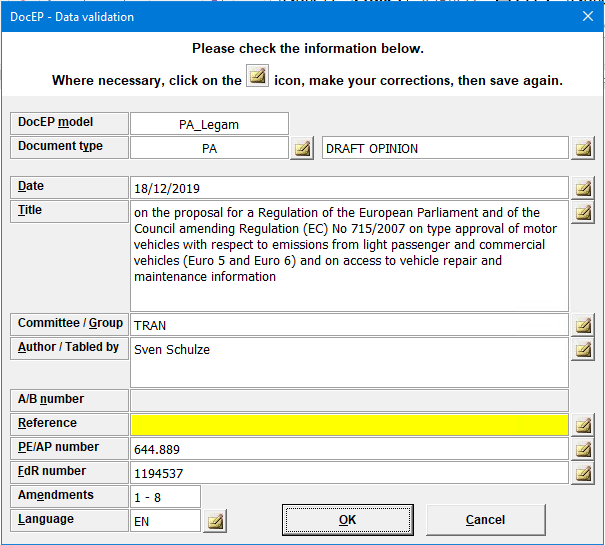 DocEP - Data validation
Please check the information below.
Where necessary, click on the icon, make your corrections, then save again.
DocEP model PA_Legam
Document type PA DRAFT OPINION
Date 18/12/2019
Title on the proposal for a Regulation of the European Parliament and of the
Council amending Regulation (EC) No 715/2007 on type approval of motor
vehicles with respect to emissions from light passenger and commercial
vehicles (Euro 5 and Euro 6) and on access to vehicle repair and
maintenance information
Committee / Group TRAN
Author / Tabled by Sven Schulze
A/B number
Reference
PE/AP number 644.889
FdR number 1194537
Amendments 1 - 8
Language EN
OK Cancel